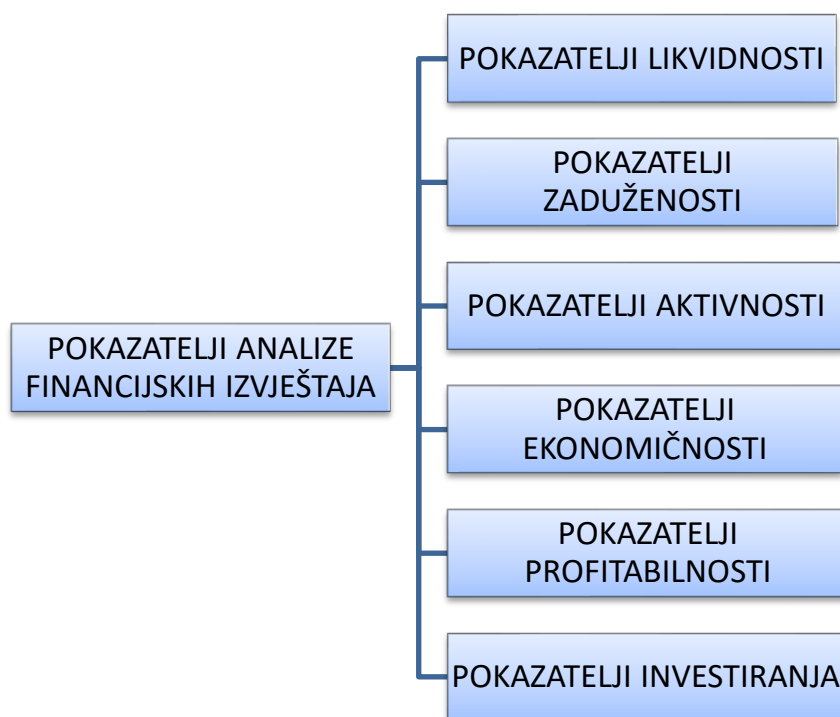 POKAZATELJI LIKVIDNOSTI
POKAZATELJI
ZADUŽENOSTI
POKAZATELJI AKTIVNOSTI
POKAZATELJI ANALIZE
FINANCIJSKIH IZVJEŠTAJA
POKAZATELJI
EKONOMIČNOSTI
POKAZATELJI
PROFITABILNOSTI
POKAZATELJI INVESTIRANJA